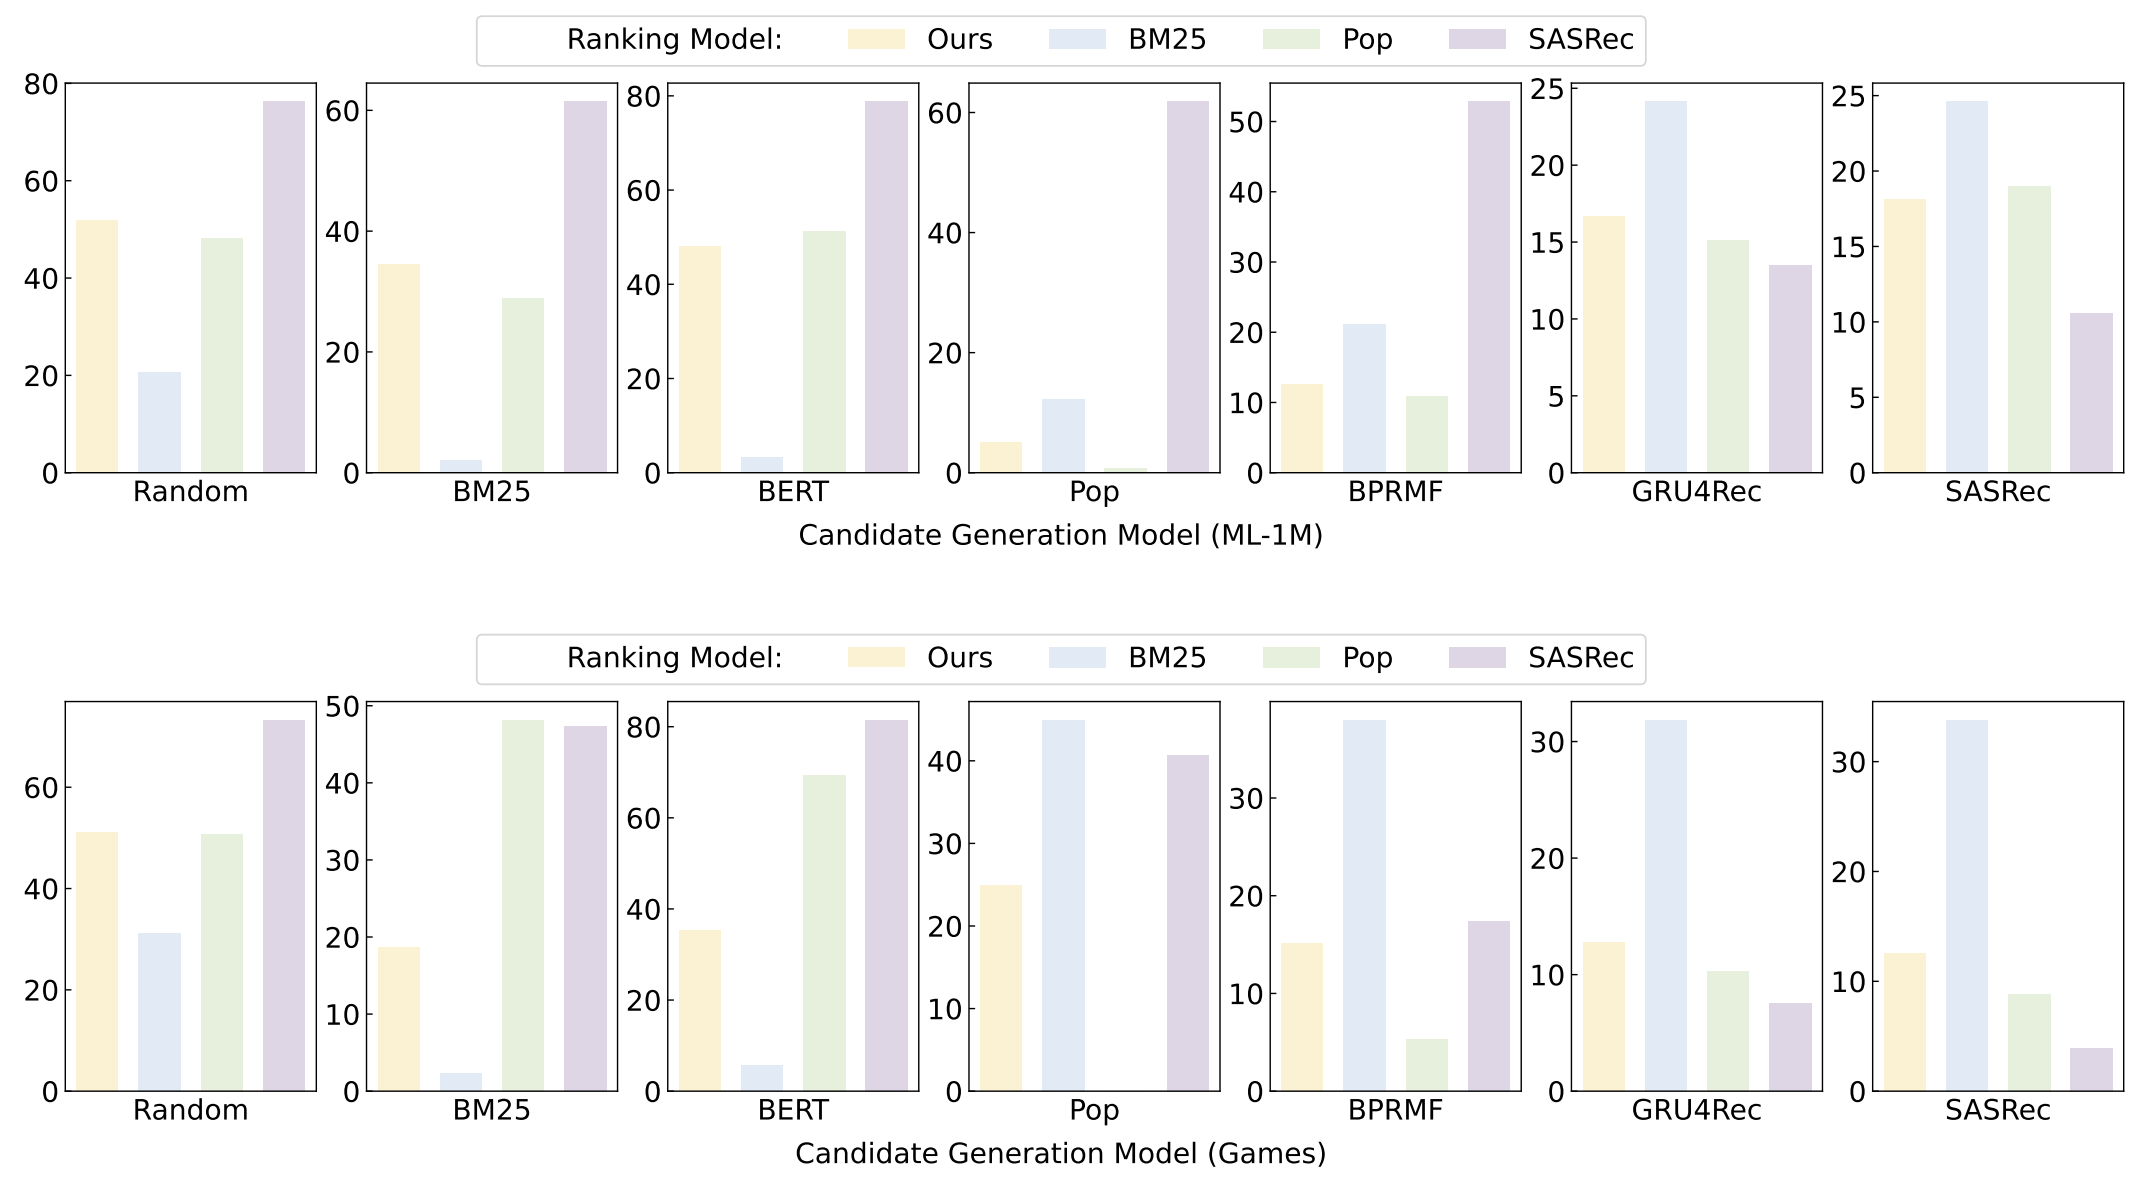 Ranking Model: Ours BM25 Pop SASRec
80 60 40 20 0
60 40 20 0
80 60 40 20 0
60 40 20 0
50 40 30 20 10 0
25 20 15 10 5 0
25 20 15 10 5 0
Random BM25 BERT Pop BPRMF GRU4Rec SASRec
Candidate Generation Model (ML-1M)
Ranking Model: Ours BM25 Pop SASRec
60 40 20 0
50 40 30 20 10 0
80 60 40 20 0
40 30 20 10 0
30 20 10 0
30 20 10 0
30 20 10 0
Random BM25 BERT Pop BPRMF GRU4Rec SASRec
Candidate Generation Model (Games)